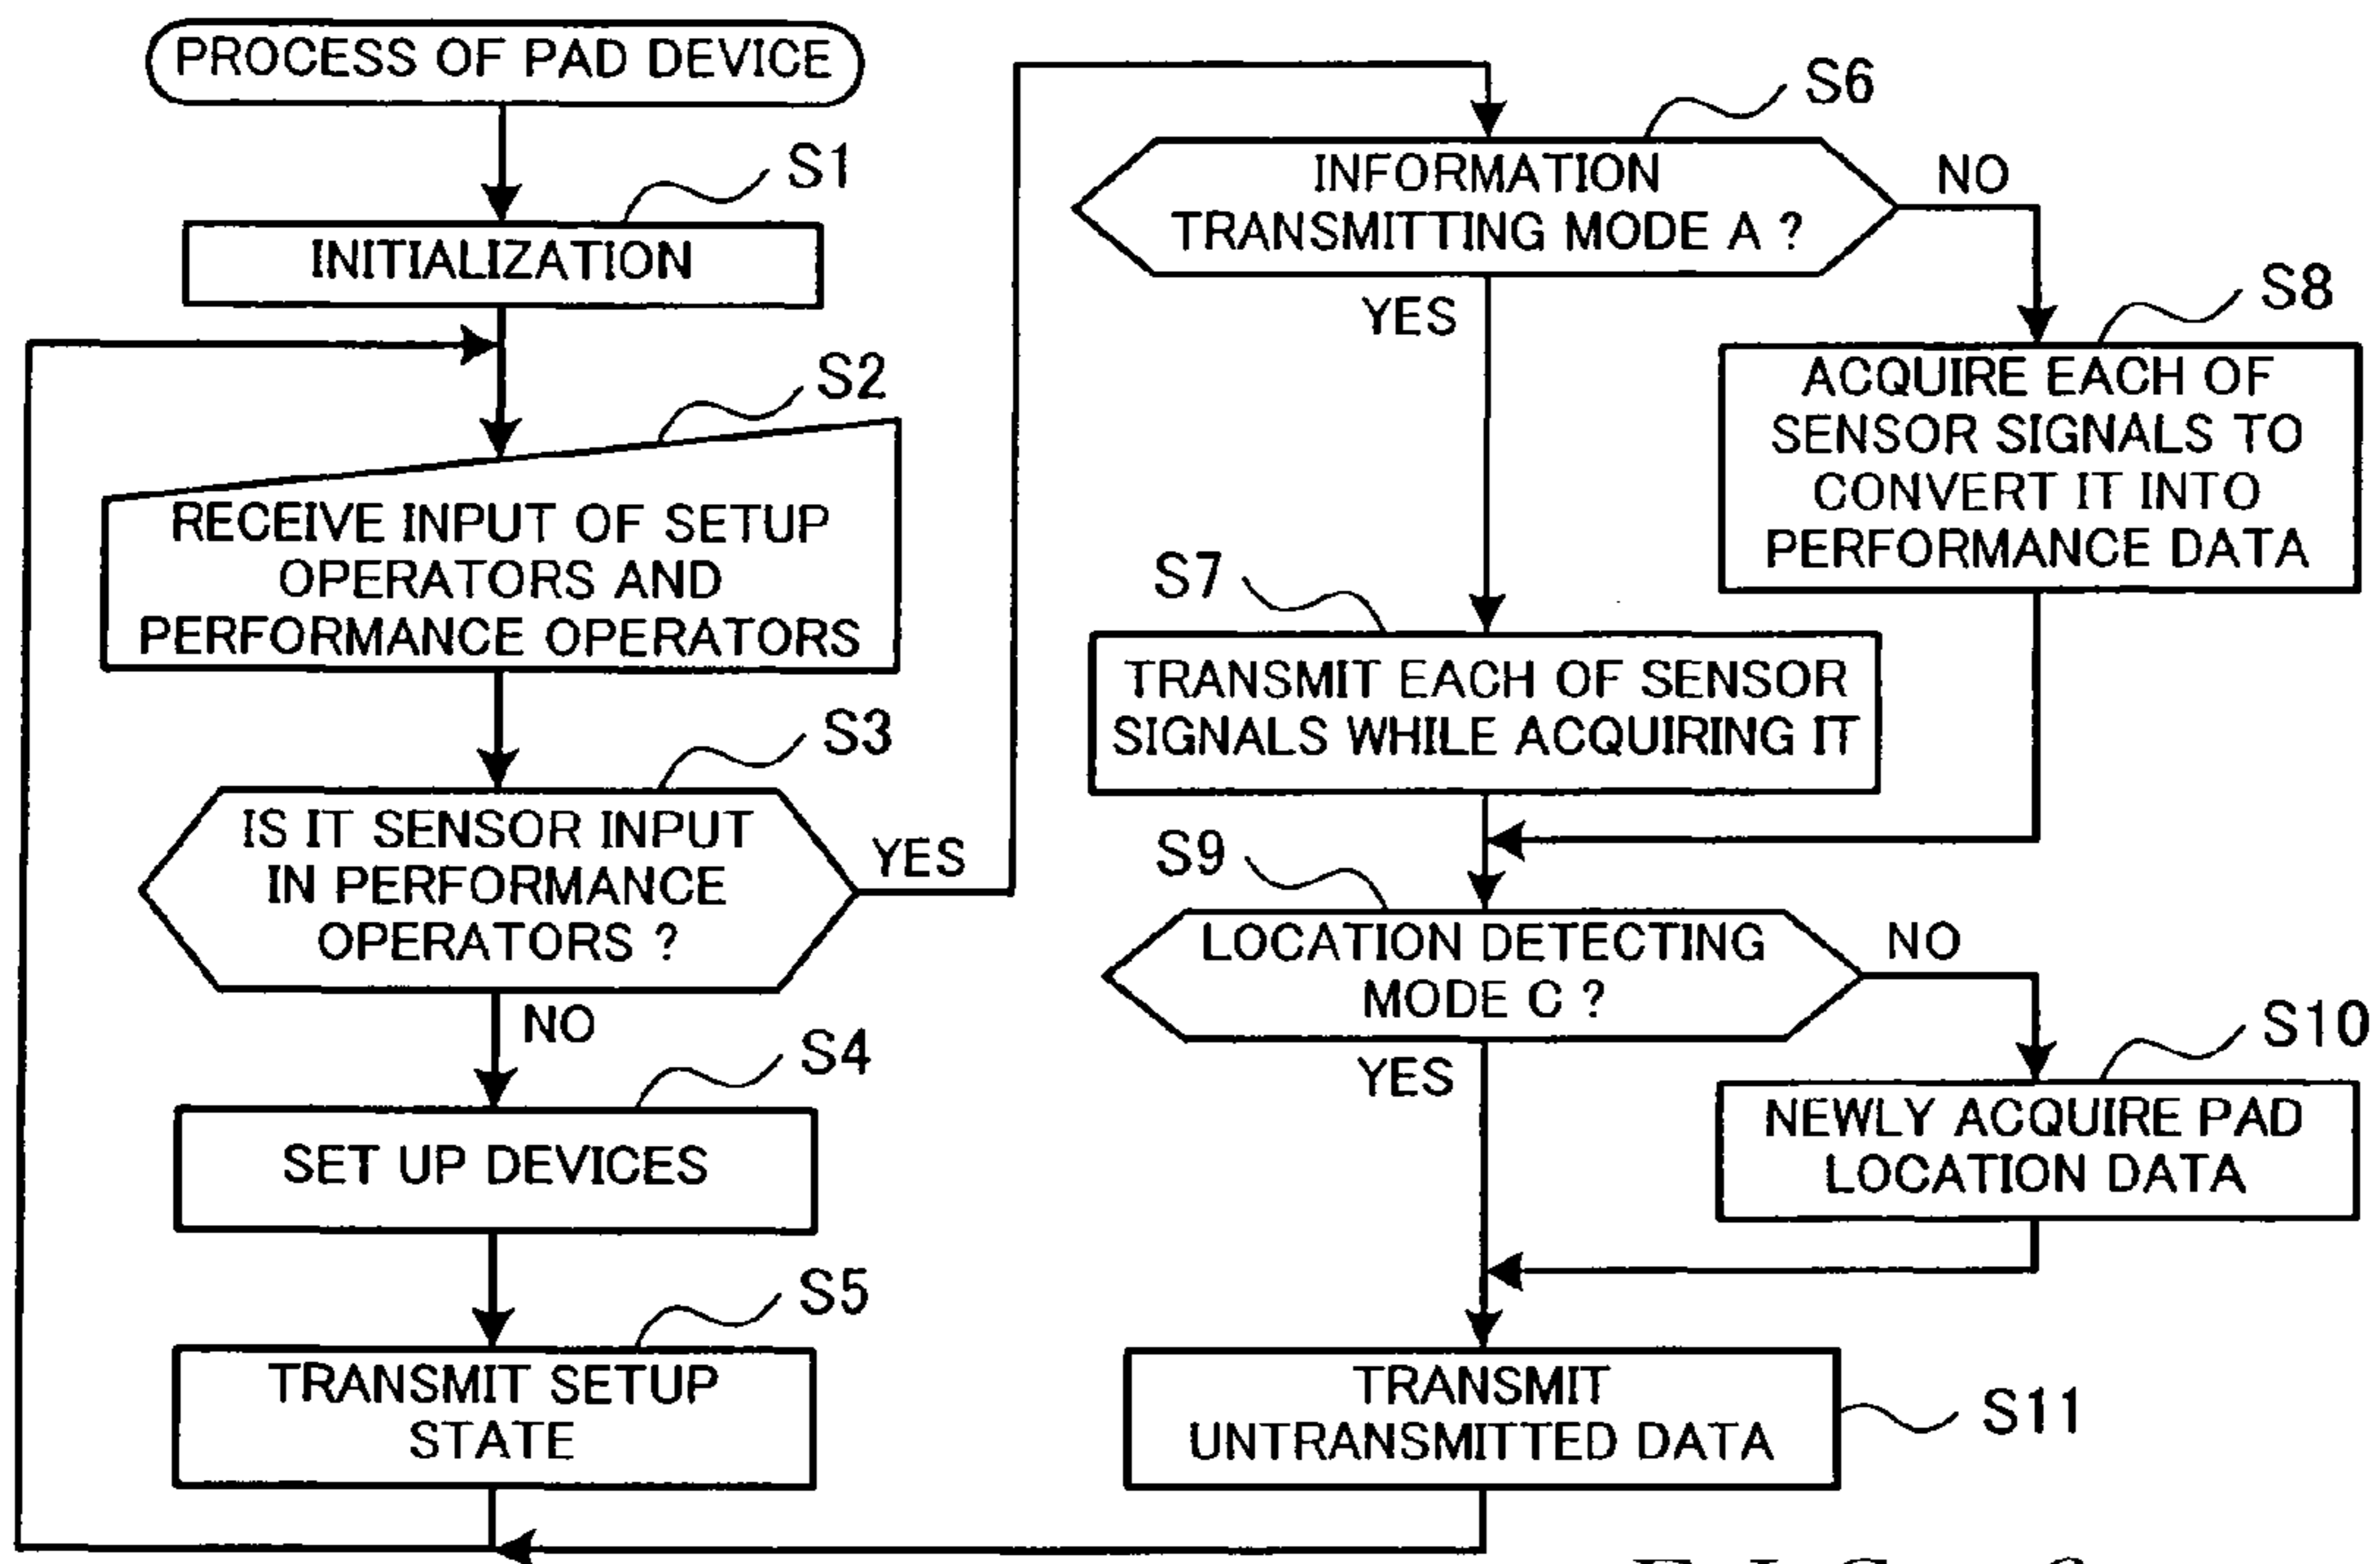 PROCESS OF PAD DEVICE
S1
INITIALIZATION
S2
RECEIVE INPUT OF SETUP
OPERATORS AND
PERFORMANCE OPERATORS
S3
IS IT SENSOR INPUT
IN PERFORMANCE
OPERATORS ?
YES
NO
S4
SET UP DEVICES
S5
TRANSMIT SETUP
STATE
S6
INFORMATION
TRANSMITTING MODE A ?
NO
YES
S8
ACQUIRE EACH OF
SENSOR SIGNALS TO
CONVERT IT INTO
PERFORMANCE DATA
S7
TRANSMIT EACH OF SENSOR
SIGNALS WHILE ACQUIRING IT
S9
LOCATION DETECTING
MODE C ?
NO
YES
S10
NEWLY ACQUIRE PAD
LOCATION DATA
TRANSMIT
UNTRANSMITTED DATA
S11